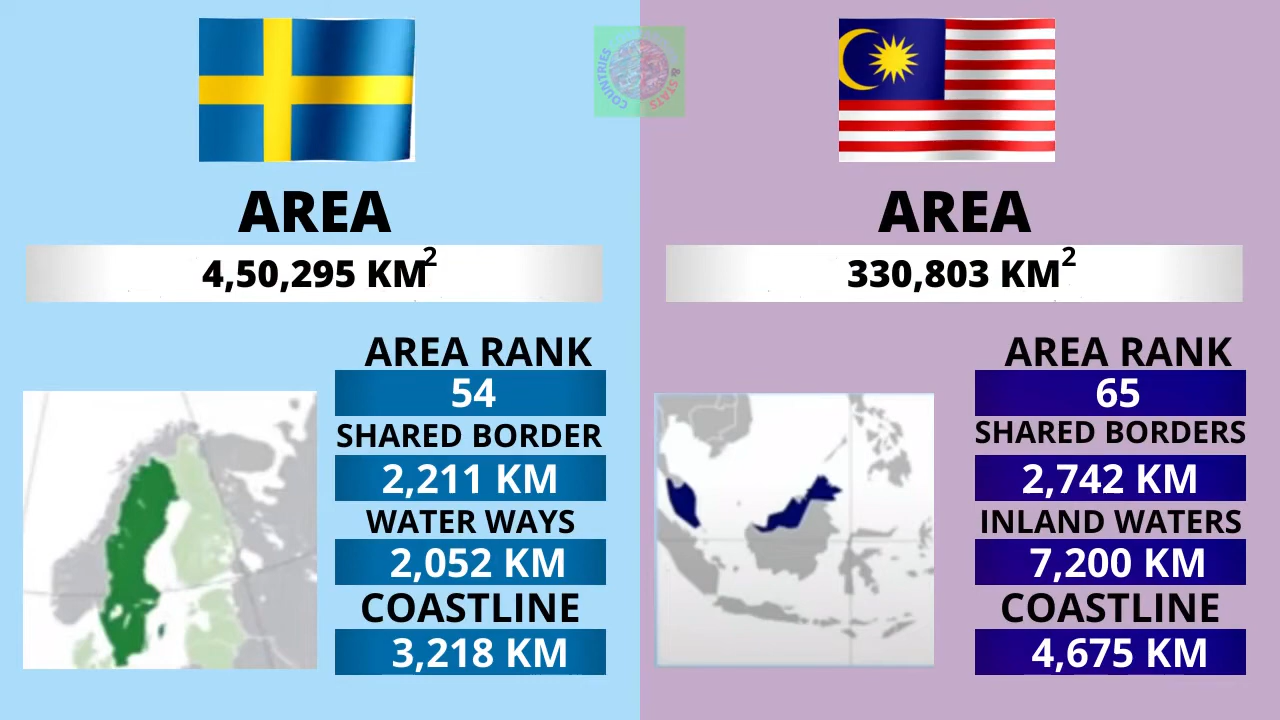 COUNTRIES & STATS
AREA
4,50,295 KM2
AREA RANK
54
SHARED BORDER
2,211 KM
WATER WAYS
2,052 KM
COASTLINE
3,218 KM
AREA
330,803 KM2
AREA RANK
65
SHARED BORDERS
2,742 KM
INLAND WATERS
7,200 KM
COASTLINE
4,675 KM